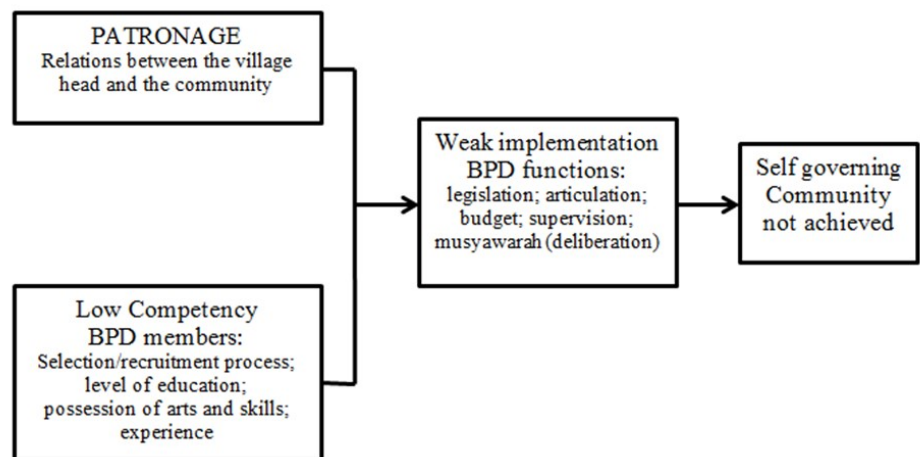 PATRONAGE
Relations between the village
head and the community
Low Competency
BPD members:
Selection/recruitment process;
level of education;
possession of arts and skills;
experience
Weak implementation
BPD functions:
legislation; articulation;
budget; supervision;
musyawarah (deliberation)
Self governing
Community
not achieved